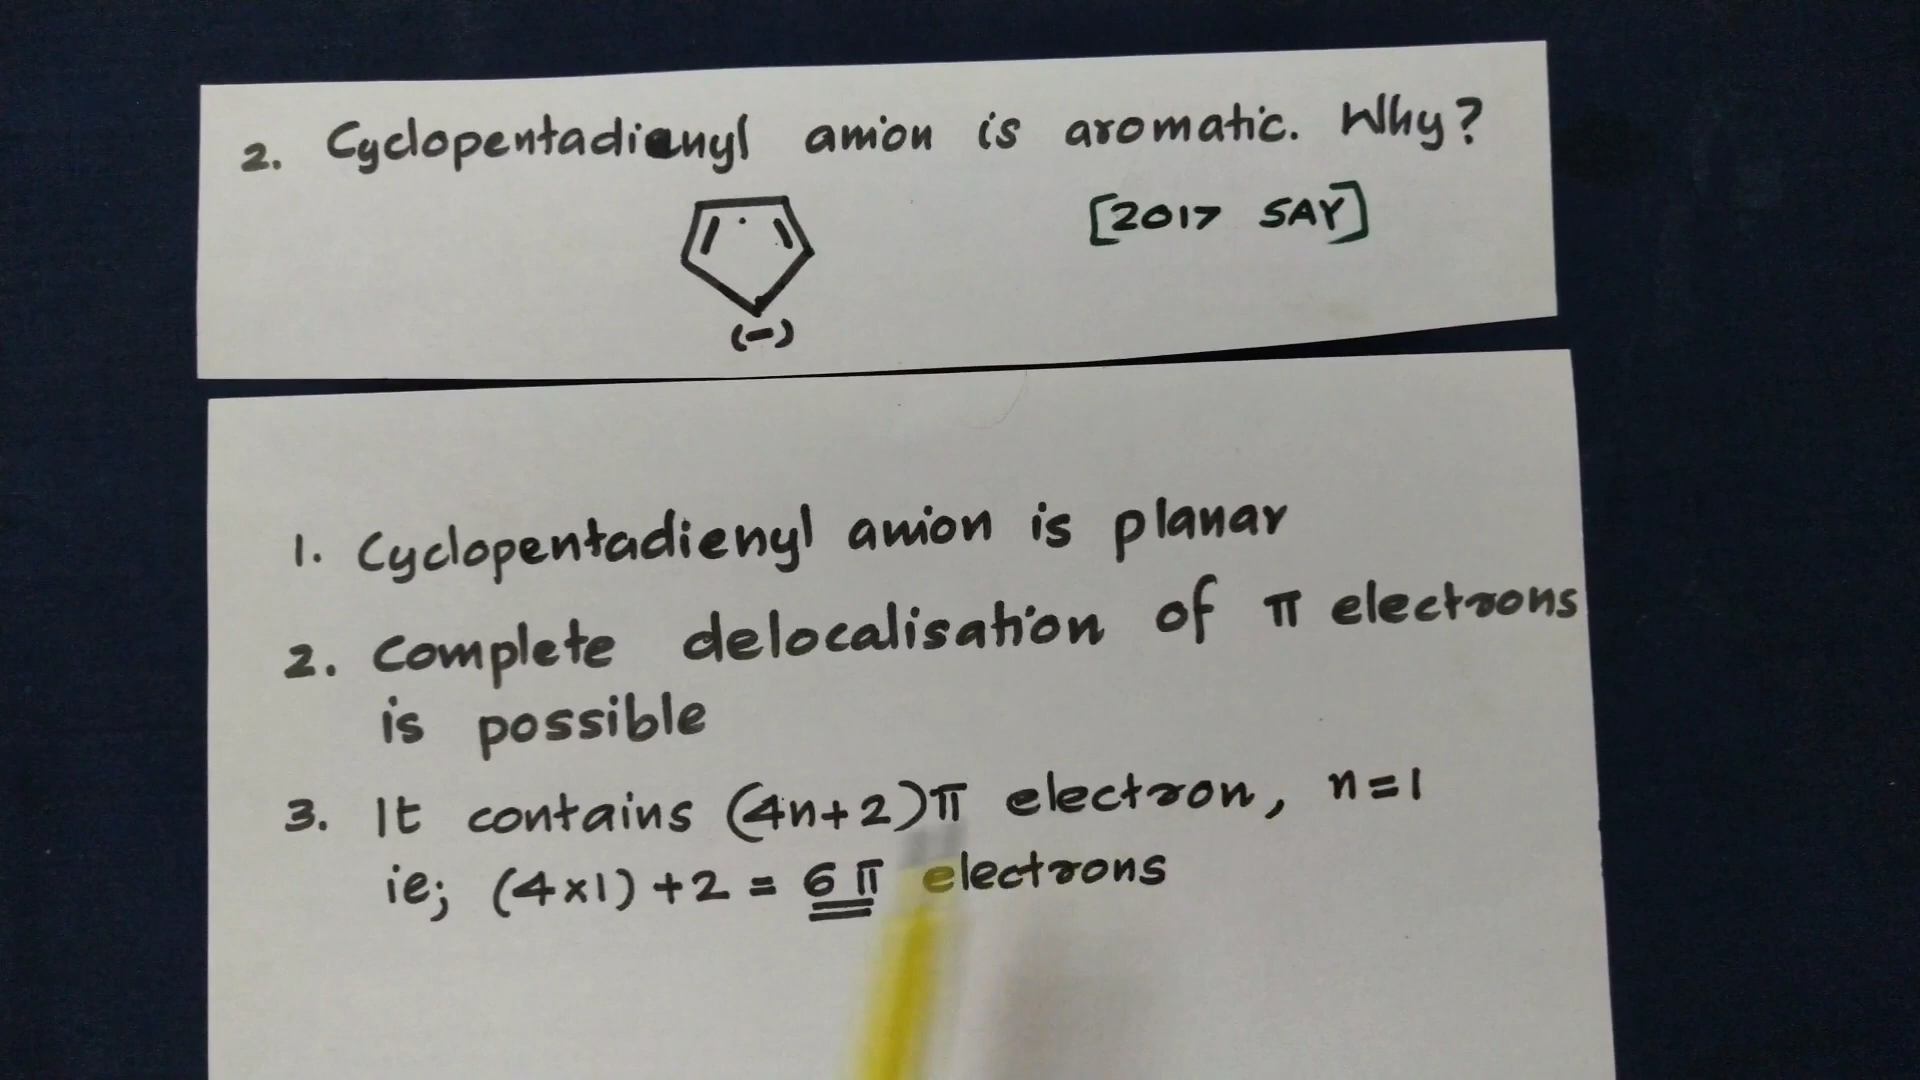 2. Cyclopentadienyl anion is aromatic. Why?
[2017 SAY]
(-)
1. Cyclopentadienyl anion is planar
2. Complete delocalisation of π electrons
is possible
3. It contains (4n+2)π electron, n=1
ie; (4×1)+2 = 6π electrons